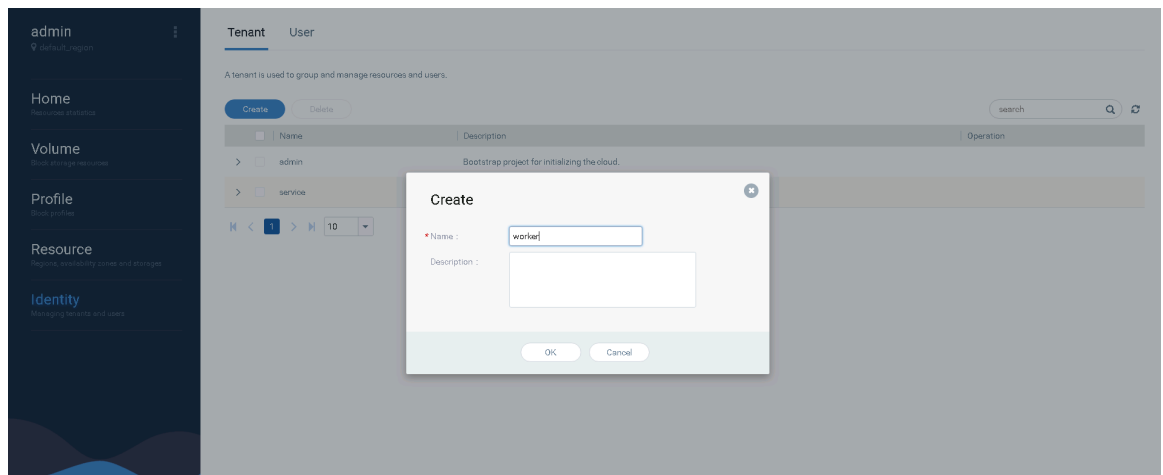 admin
default_region
Home
Resources statistics
Volume
Block storage resources
Profile
Block profiles
Resource
Regions, availability zones and storages
Identity
Managing tenants and users
Tenant User
A tenant is used to group and manage resources and users.
Create Delete search
Name Description Operation
admin Bootstrap project for initializing the cloud.
service
1 10
Create
* Name : worker
Description :
OK Cancel